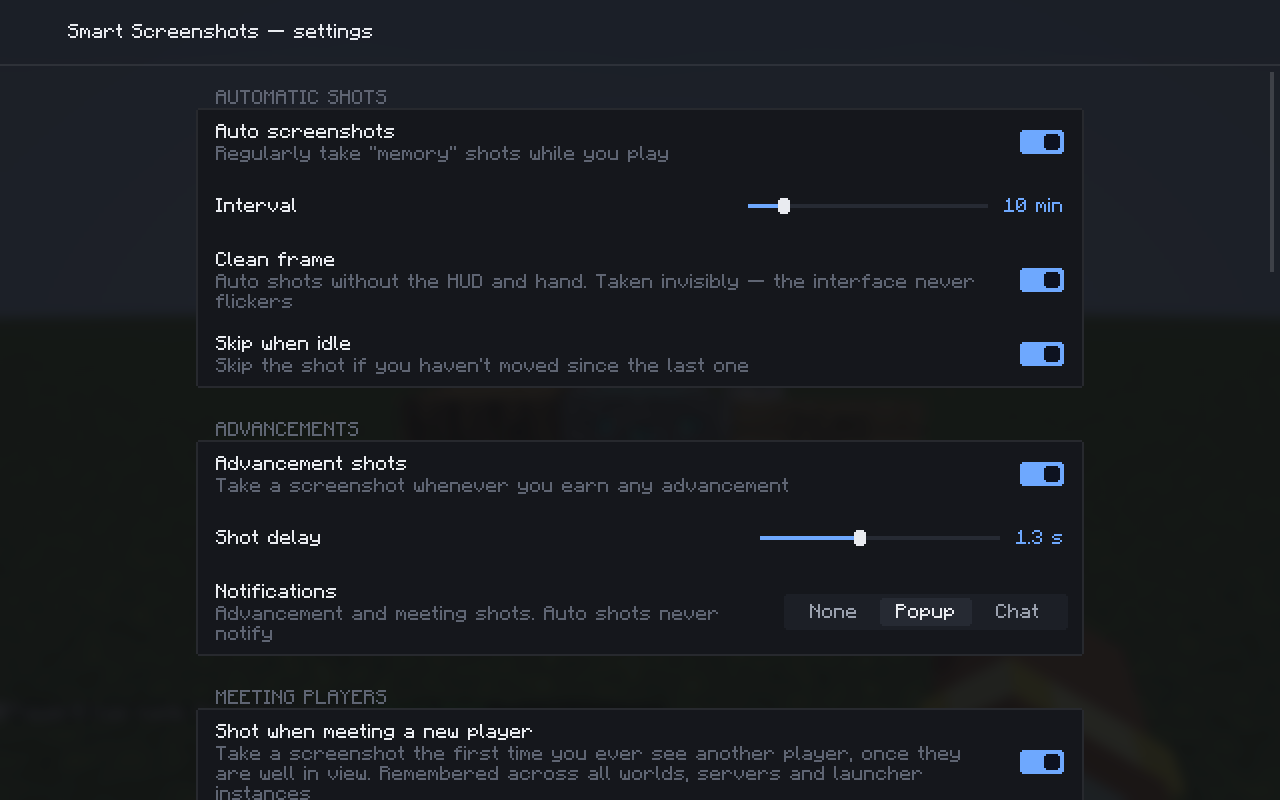 Smart Screenshots — settings
AUTOMATIC SHOTS
Auto screenshots
Regularly take "memory" shots while you play
Interval
10 min
Clean frame
Auto shots without the HUD and hand. Taken invisibly — the interface never
flickers
Skip when idle
Skip the shot if you haven't moved since the last one
ADVANCEMENTS
Advancement shots
Take a screenshot whenever you earn any advancement
Shot delay
1.3 s
Notifications
Advancement and meeting shots. Auto shots never
notify
None Popup Chat
MEETING PLAYERS
Shot when meeting a new player
Take a screenshot the first time you ever see another player, once they
are well in view. Remembered across all worlds, servers and launcher
instances